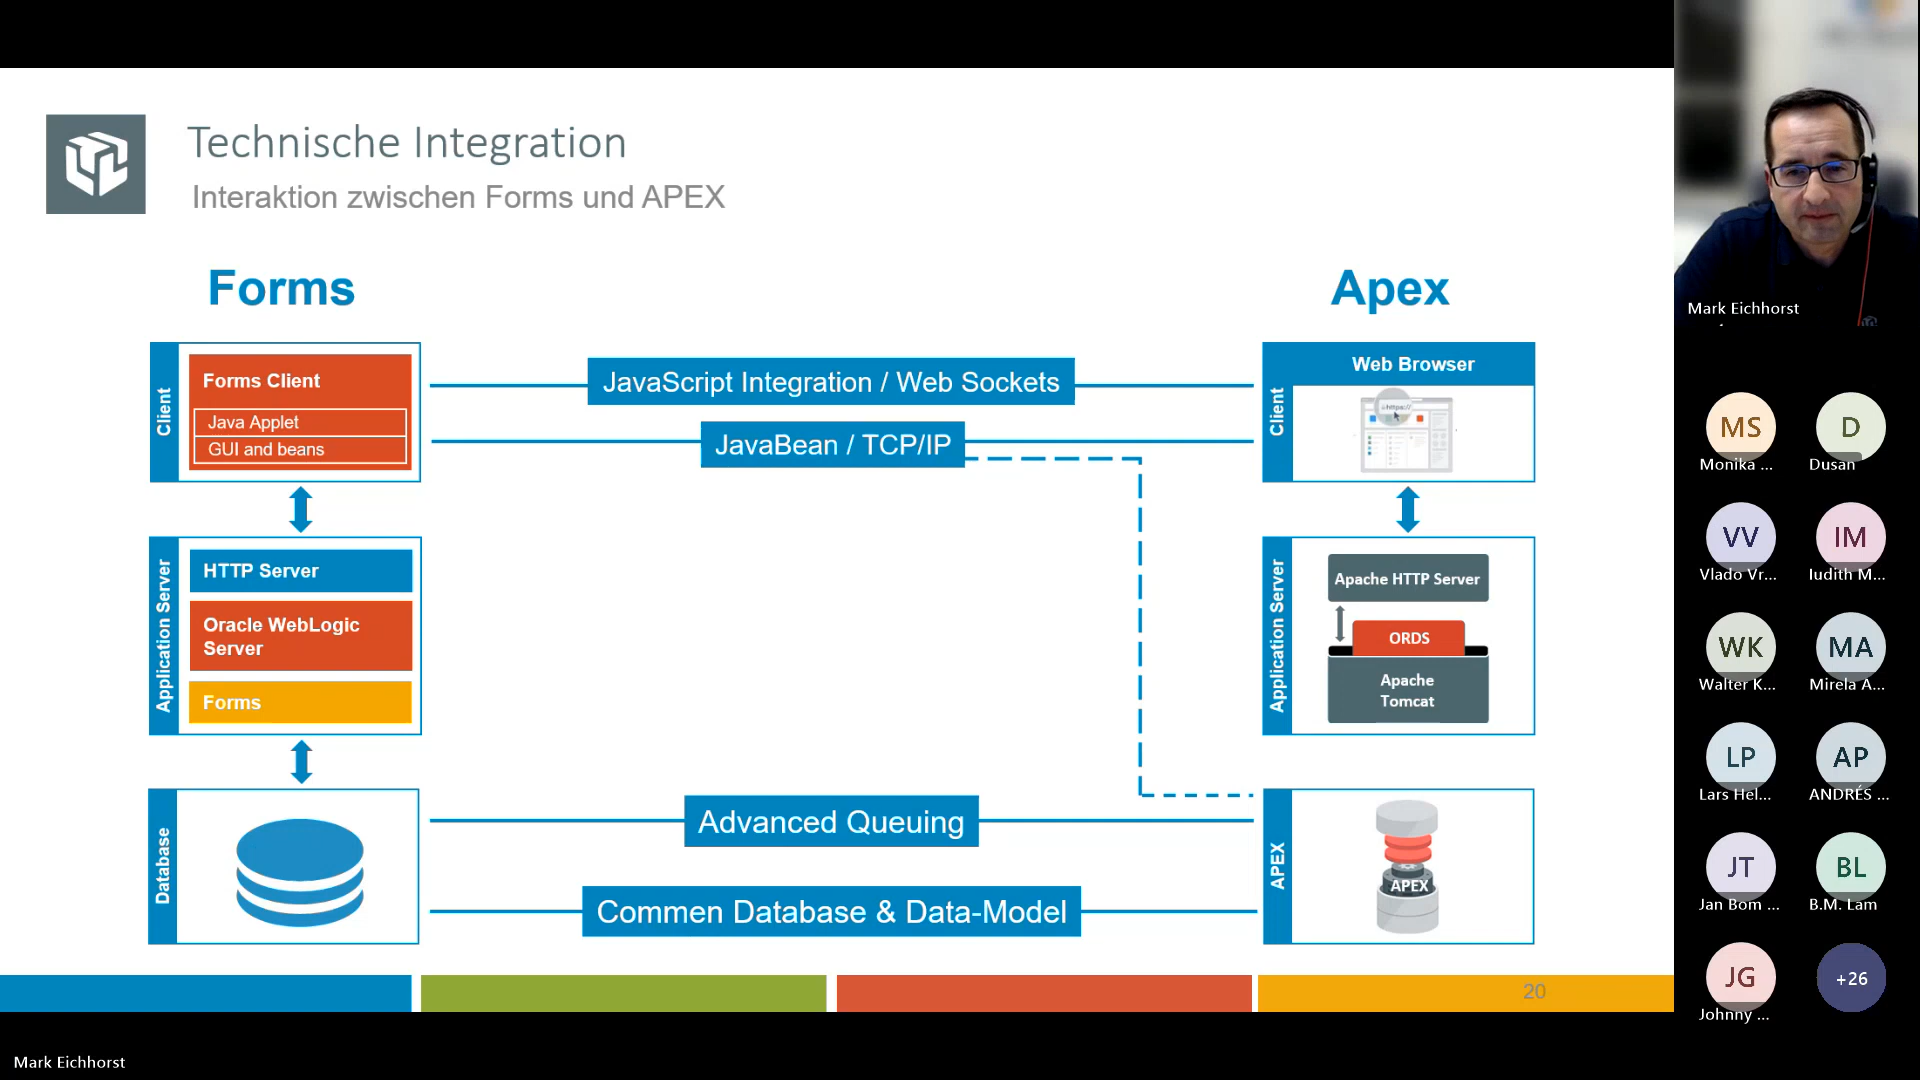 Technische Integration
Interaktion zwischen Forms und APEX
Forms
Apex
Client
Forms Client
Java Applet
GUI and beans
JavaScript Integration / Web Sockets
JavaBean / TCP/IP
Client
Web Browser
https://
Application Server
HTTP Server
Oracle WebLogic
Server
Forms
Application Server
Apache HTTP Server
ORDS
Apache
Tomcat
Database
Advanced Queuing
Commen Database & Data-Model
APEX
APEX
20
Mark Eichhorst
MS
Monika ...
D
Dusan
VV
Vlado Vr...
IM
Iudith M...
WK
Walter K...
MA
Mirela A...
LP
Lars Hel...
AP
ANDRÉS ...
JT
Jan Bom ...
BL
B.M. Lam
JG
Johnny ...
+26
Mark Eichhorst